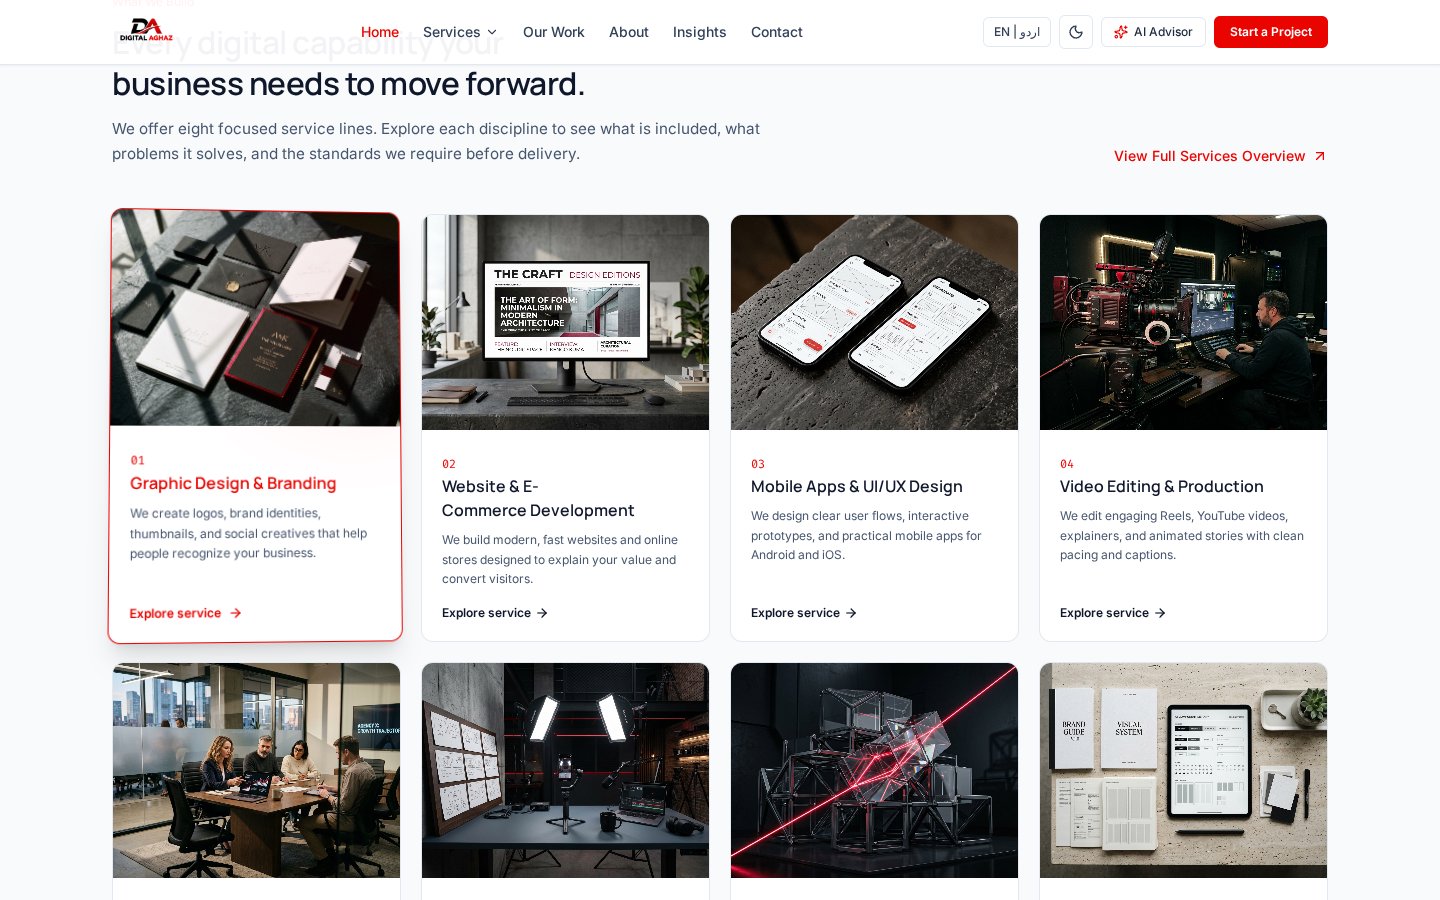 DIGITAL AGHAZ
Home
Services
Our Work
About
Insights
Contact
EN | اردو
AI Advisor
Start a Project
Every digital capability your
business needs to move forward.
We offer eight focused service lines. Explore each discipline to see what is included, what
problems it solves, and the standards we require before delivery.
View Full Services Overview
THE CRAFT DESIGN EDITIONS
THE ART OF FORM:
MINIMALISM IN
MODERN
ARCHITECTURE
01
Graphic Design & Branding
We create logos, brand identities,
thumbnails, and social creatives that help
people recognize your business.
Explore service
02
Website & E-
Commerce Development
We build modern, fast websites and online
stores designed to explain your value and
convert visitors.
Explore service
03
Mobile Apps & UI/UX Design
We design clear user flows, interactive
prototypes, and practical mobile apps for
Android and iOS.
Explore service
04
Video Editing & Production
We edit engaging Reels, YouTube videos,
explainers, and animated stories with clean
pacing and captions.
Explore service
GROWTH TRAJECTOR
BRAND
GUIDE
VISUAL
SYSTEM